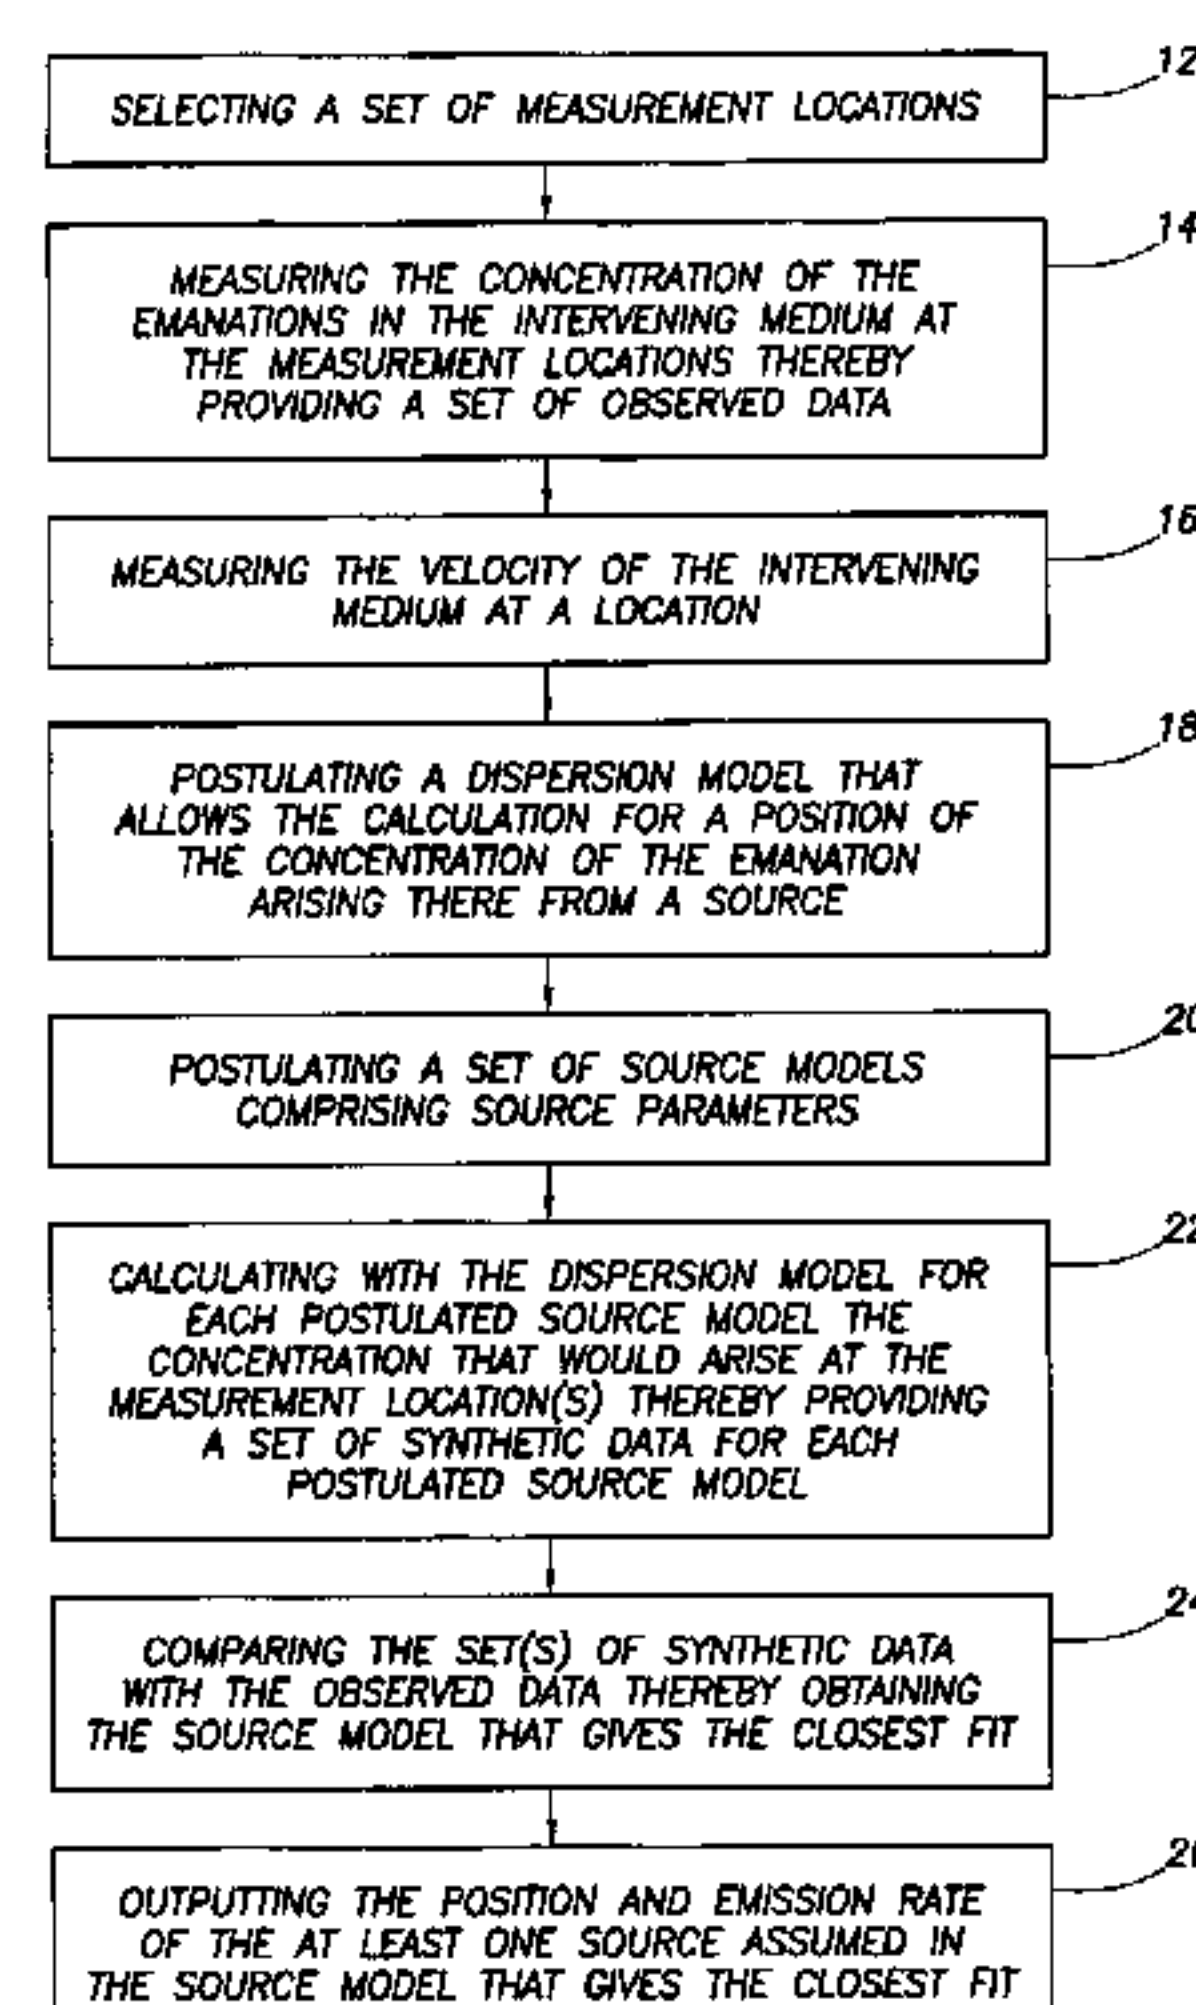 12
SELECTING A SET OF MEASUREMENT LOCATIONS
14
MEASURING THE CONCENTRATION OF THE
EMANATIONS IN THE INTERVENING MEDIUM AT
THE MEASUREMENT LOCATIONS THEREBY
PROVIDING A SET OF OBSERVED DATA
16
MEASURING THE VELOCITY OF THE INTERVENING
MEDIUM AT A LOCATION
18
POSTULATING A DISPERSION MODEL THAT
ALLOWS THE CALCULATION FOR A POSITION OF
THE CONCENTRATION OF THE EMANATION
ARISING THERE FROM A SOURCE
20
POSTULATING A SET OF SOURCE MODELS
COMPRISING SOURCE PARAMETERS
22
CALCULATING WITH THE DISPERSION MODEL FOR
EACH POSTULATED SOURCE MODEL THE
CONCENTRATION THAT WOULD ARISE AT THE
MEASUREMENT LOCATION(S) THEREBY PROVIDING
A SET OF SYNTHETIC DATA FOR EACH
POSTULATED SOURCE MODEL
24
COMPARING THE SET(S) OF SYNTHETIC DATA
WITH THE OBSERVED DATA THEREBY OBTAINING
THE SOURCE MODEL THAT GIVES THE CLOSEST FIT
26
OUTPUTTING THE POSITION AND EMISSION RATE
OF THE AT LEAST ONE SOURCE ASSUMED IN
THE SOURCE MODEL THAT GIVES THE CLOSEST FIT